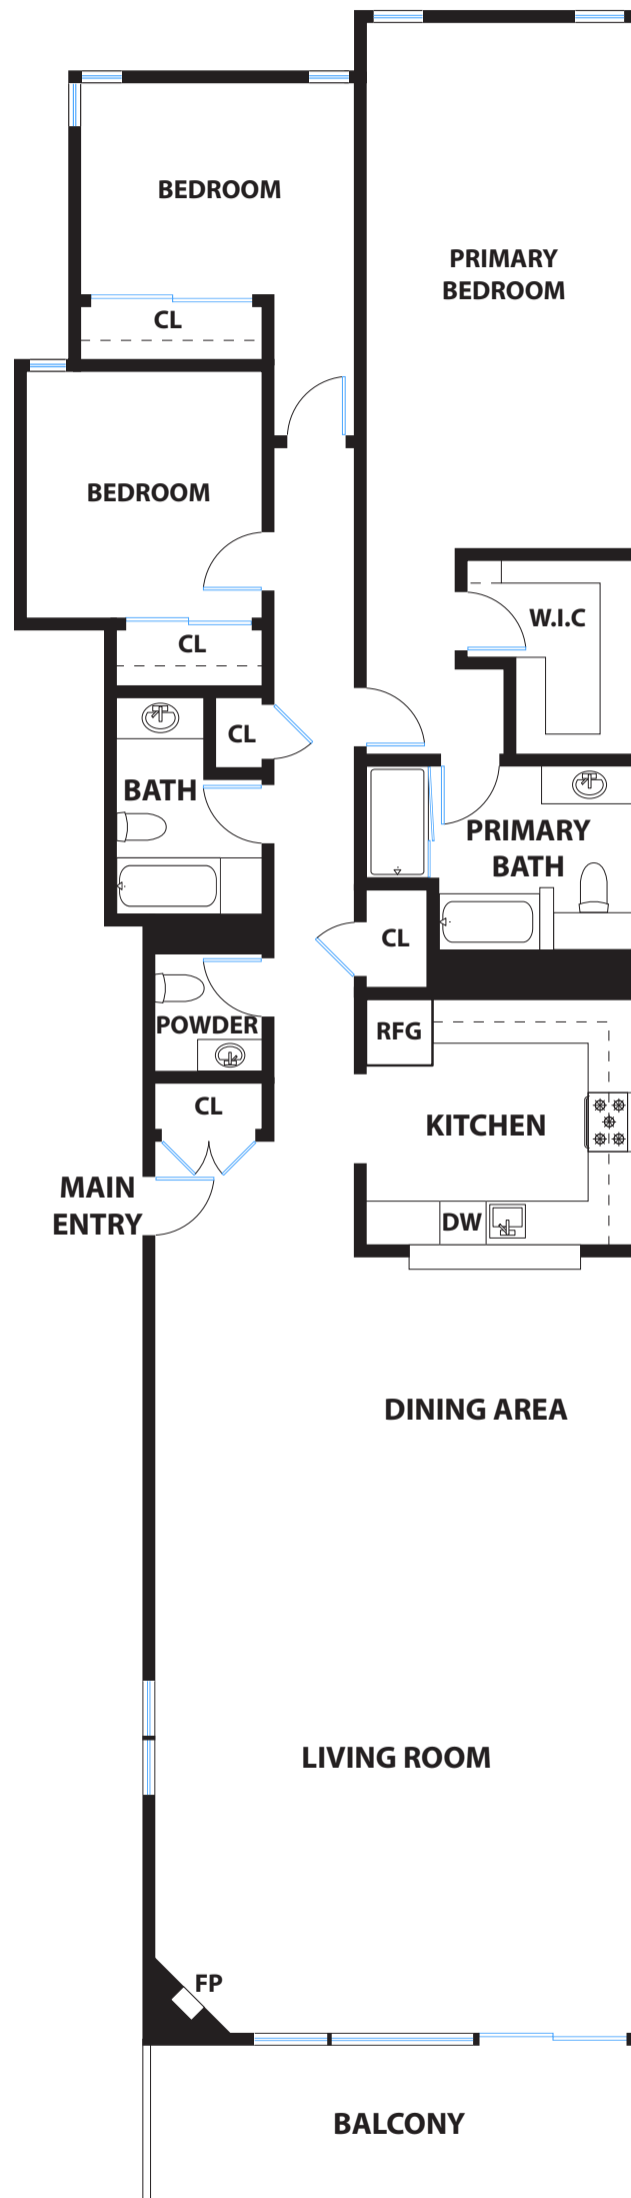 BEDROOM
PRIMARY
BEDROOM
CL
BEDROOM
W.I.C
CL
CL
BATH
PRIMARY
BATH
CL
POWDER
RFG
CL
KITCHEN
MAIN
ENTRY
DW
DINING AREA
LIVING ROOM
FP
BALCONY